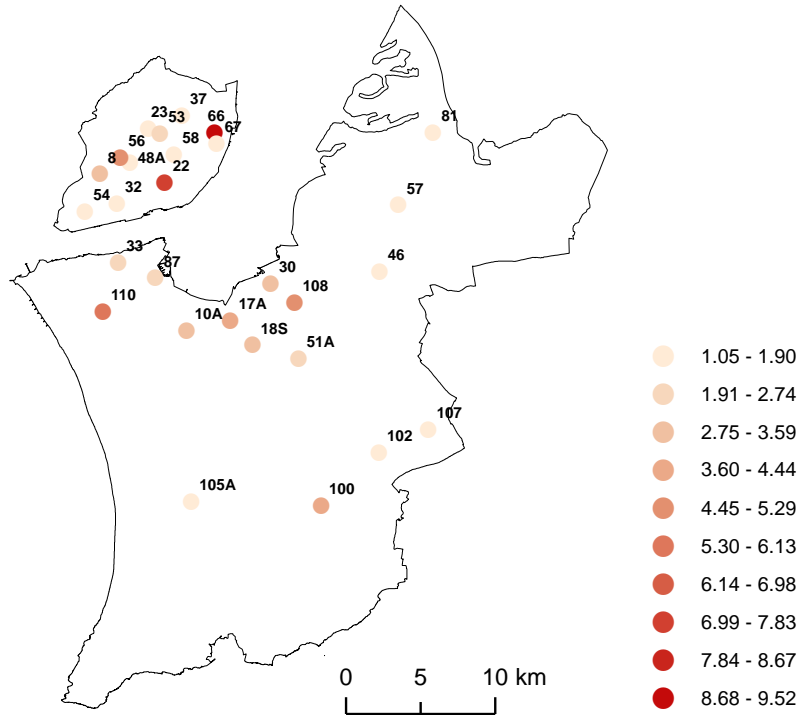 37
23 53 66
67
56 58
8 48A 22
54 32
81
57
33 87
30
46
110
10A 17A 108
18S 51A
107
102
105A
100
1.05 - 1.90
1.91 - 2.74
2.75 - 3.59
3.60 - 4.44
4.45 - 5.29
5.30 - 6.13
6.14 - 6.98
6.99 - 7.83
7.84 - 8.67
8.68 - 9.52
0 5 10 km